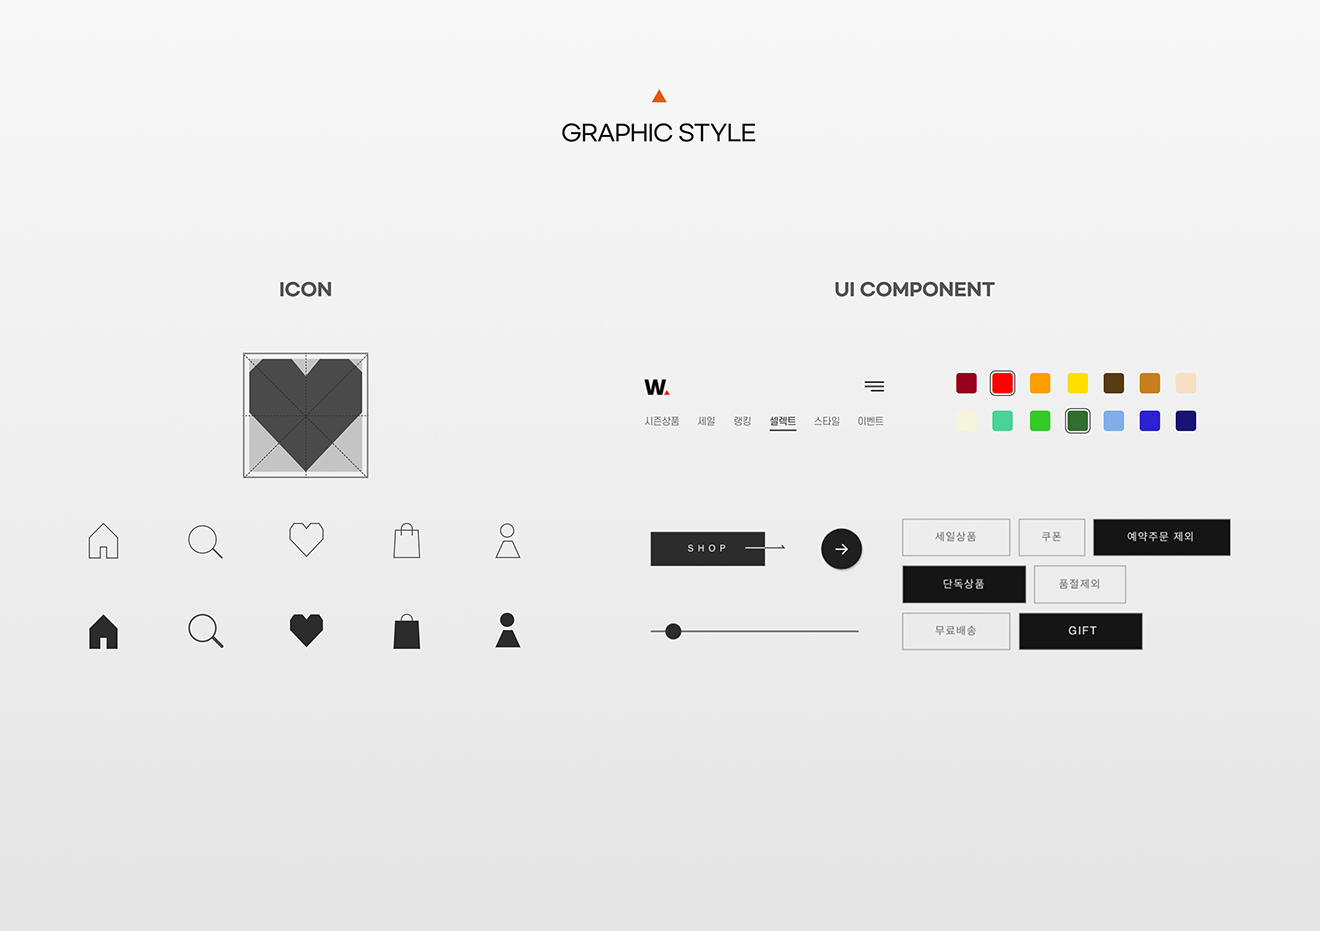 GRAPHIC STYLE
ICON
UI COMPONENT
W.
시즌상품 세일 랭킹 셀렉트 스타일 이벤트
SHOP
세일상품 쿠폰 예약주문 제외
단독상품 품절제외
무료배송 GIFT